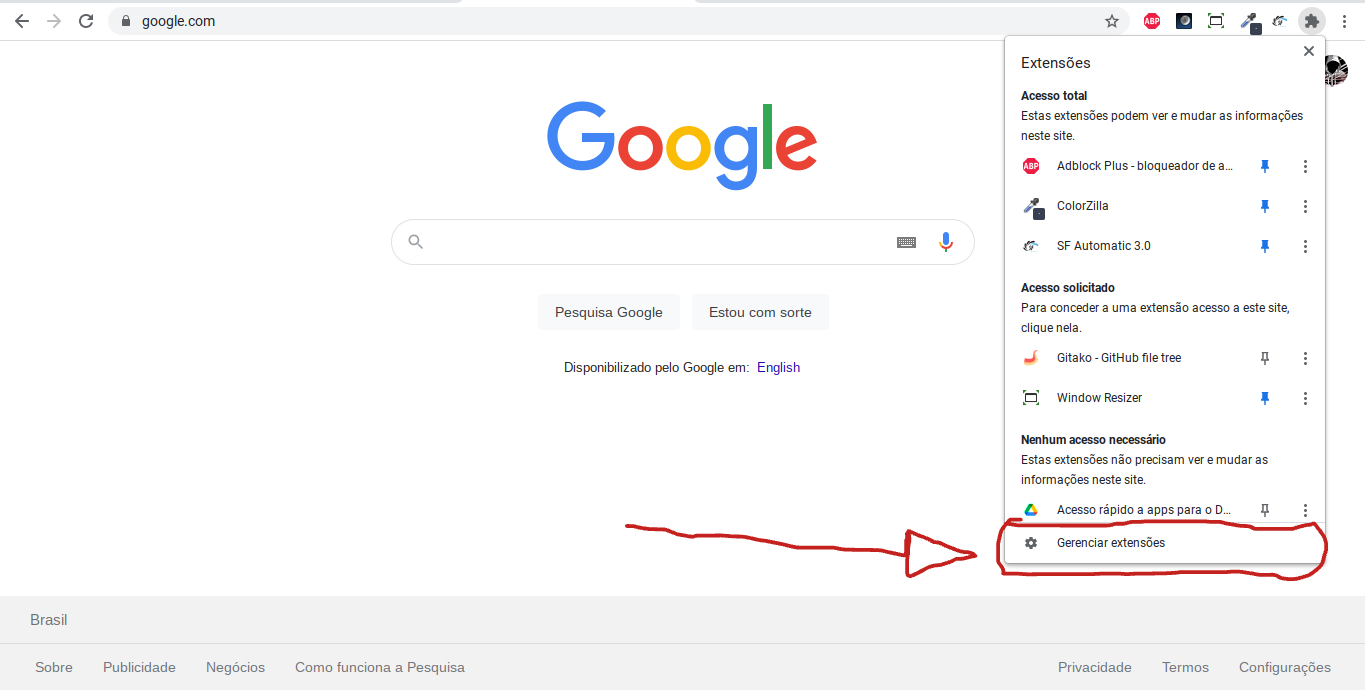 google.com
ABP
Extensões
Acesso total
Estas extensões podem ver e mudar as informações
neste site.
ABP
Adblock Plus - bloqueador de a...
ColorZilla
SF Automatic 3.0
Acesso solicitado
Para conceder a uma extensão acesso a este site,
clique nela.
Gitako - GitHub file tree
Window Resizer
Nenhum acesso necessário
Estas extensões não precisam ver e mudar as
informações neste site.
Acesso rápido a apps para o D...
Gerenciar extensões
Google
Pesquisa Google
Estou com sorte
Disponibilizado pelo Google em: English
Brasil
Sobre
Publicidade
Negócios
Como funciona a Pesquisa
Privacidade
Termos
Configurações